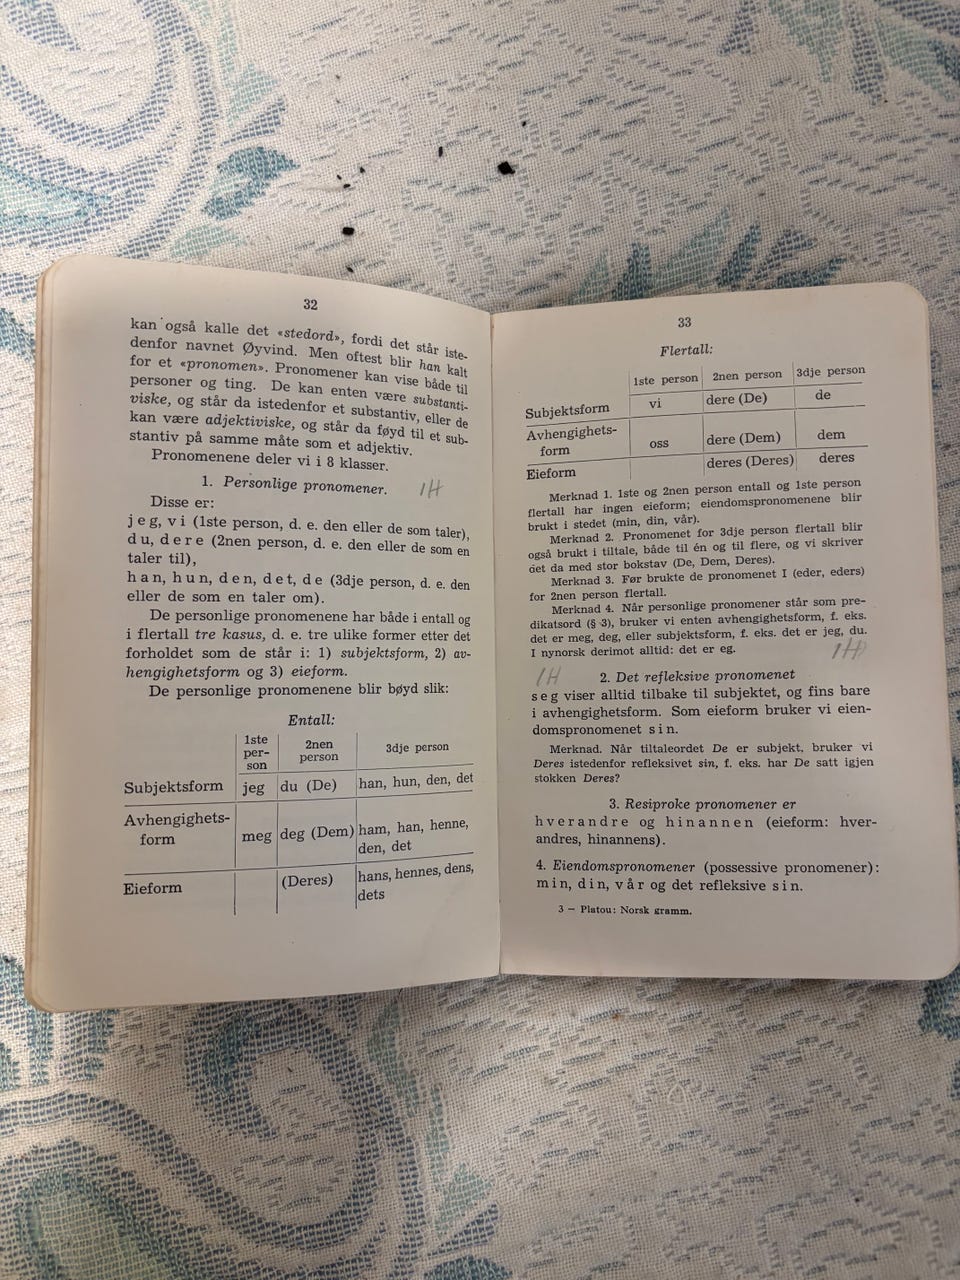 32
kan også kalle det «stedord», fordi det står iste-
denfor navnet Øyvind. Men oftest blir han kalt
for et «pronomen». Pronomener kan vise både til
personer og ting. De kan enten være substanti-
viske, og står da istedenfor et substantiv, eller de
kan være adjektiviske, og står da føyd til et sub-
stantiv på samme måte som et adjektiv.
Pronomenene deler vi i 8 klasser.
1. Personlige pronomener. 1H
Disse er:
jeg, vi (1ste person, d. e. den eller de som taler),
du, dere (2nen person, d. e. den eller de som en
taler til),
han, hun, den, det, de (3dje person, d. e. den
eller de som en taler om).
De personlige pronomenene har både i entall og
i flertall tre kasus, d. e. tre ulike former etter det
forholdet som de står i: 1) subjektsform, 2) av-
hengighetsform og 3) eieform.
De personlige pronomenene blir bøyd slik:
Entall:
1ste
per-
son
2nen
person
3dje person
Subjektsform jeg du (De) han, hun, den, det
Avhengighets-
form meg deg (Dem) ham, han, henne,
den, det
Eieform (Deres) hans, hennes, dens,
dets
33
Flertall:
1ste person 2nen person 3dje person
Subjektsform vi dere (De) de
Avhengighets-
form oss dere (Dem) dem
Eieform deres (Deres) deres
Merknad 1. 1ste og 2nen person entall og 1ste person
flertall har ingen eieform; eiendomspronomenene blir
brukt i stedet (min, din, vår).
Merknad 2. Pronomenet for 3dje person flertall blir
også brukt i tiltale, både til én og til flere, og vi skriver
det da med stor bokstav (De, Dem, Deres).
Merknad 3. Før brukte de pronomenet I (eder, eders)
for 2nen person flertall.
Merknad 4. Når personlige pronomener står som pre-
dikatsord (§ 3), bruker vi enten avhengighetsform, f. eks.
det er meg, deg, eller subjektsform, f. eks. det er jeg, du.
I nynorsk derimot alltid: det er eg. 1H
1H 2. Det refleksive pronomenet
seg viser alltid tilbake til subjektet, og fins bare
i avhengighetsform. Som eieform bruker vi eien-
domspronomenet sin.
Merknad. Når tiltaleordet De er subjekt, bruker vi
Deres istedenfor refleksivet sin, f. eks. har De satt igjen
stokken Deres?
3. Resiproke pronomener er
hverandre og hinannen (eieform: hver-
andres, hinannens).
4. Eiendomspronomener (possessive pronomener):
min, din, vår og det refleksive sin.
3 — Platou: Norsk gramm.